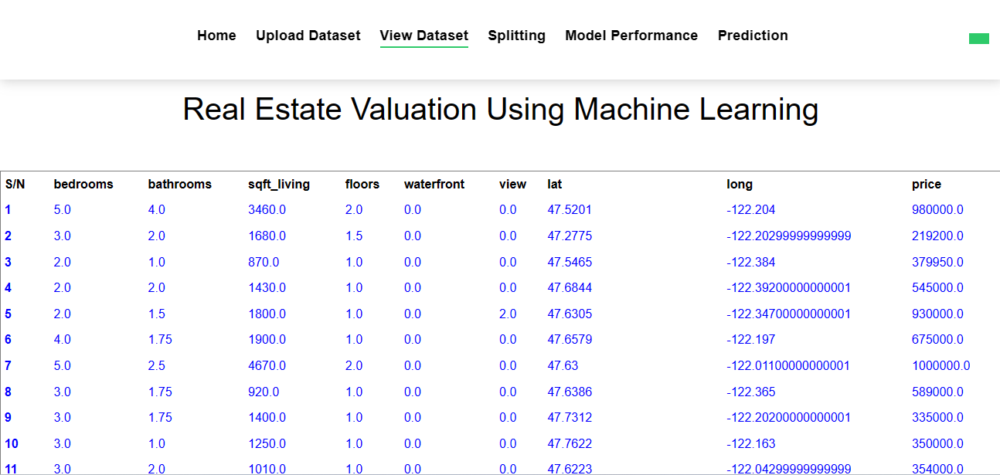 Home Upload Dataset View Dataset Splitting Model Performance Prediction
Real Estate Valuation Using Machine Learning
S/N bedrooms bathrooms sqft_living floors waterfront view lat long price
1 5.0 4.0 3460.0 2.0 0.0 0.0 47.5201 -122.204 980000.0
2 3.0 2.0 1680.0 1.5 0.0 0.0 47.2775 -122.20299999999999 219200.0
3 2.0 1.0 870.0 1.0 0.0 0.0 47.5465 -122.384 379950.0
4 2.0 2.0 1430.0 1.0 0.0 0.0 47.6844 -122.39200000000001 545000.0
5 2.0 1.5 1800.0 1.0 0.0 2.0 47.6305 -122.34700000000001 930000.0
6 4.0 1.75 1900.0 1.0 0.0 0.0 47.6579 -122.197 675000.0
7 5.0 2.5 4670.0 2.0 0.0 0.0 47.63 -122.01100000000001 1000000.0
8 3.0 1.75 920.0 1.0 0.0 0.0 47.6386 -122.365 589000.0
9 3.0 1.75 1400.0 1.0 0.0 0.0 47.7312 -122.20200000000001 335000.0
10 3.0 1.0 1250.0 1.0 0.0 0.0 47.7622 -122.163 350000.0
11 3.0 2.0 1010.0 1.0 0.0 0.0 47.6223 -122.04299999999999 354000.0